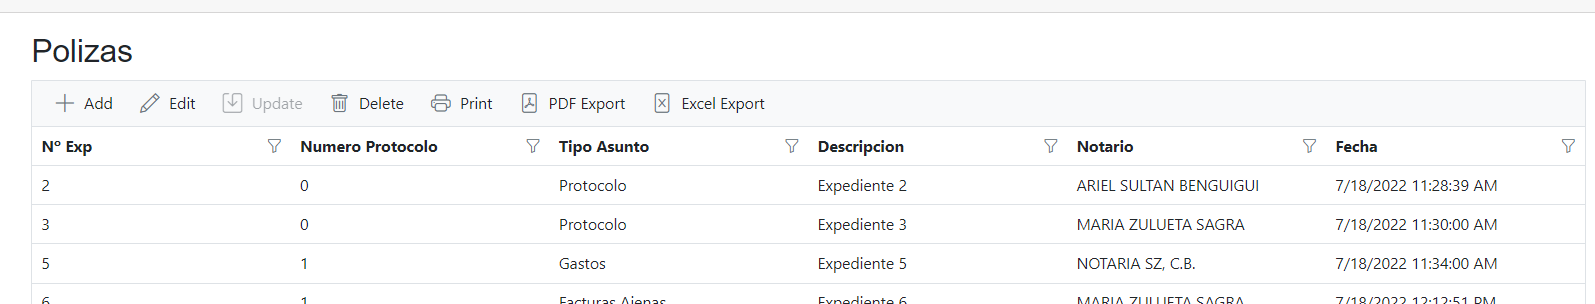 Polizas
Add Edit Update Delete Print PDF Export Excel Export
Nº Exp Numero Protocolo Tipo Asunto Descripcion Notario Fecha
2 0 Protocolo Expediente 2 ARIEL SULTAN BENGUIGUI 7/18/2022 11:28:39 AM
3 0 Protocolo Expediente 3 MARIA ZULUETA SAGRA 7/18/2022 11:30:00 AM
5 1 Gastos Expediente 5 NOTARIA SZ, C.B. 7/18/2022 11:34:00 AM
6 1 Facturas Ajenas Expediente 6 MARIA ZULUETA SAGRA 7/18/2022 12:12:51 PM